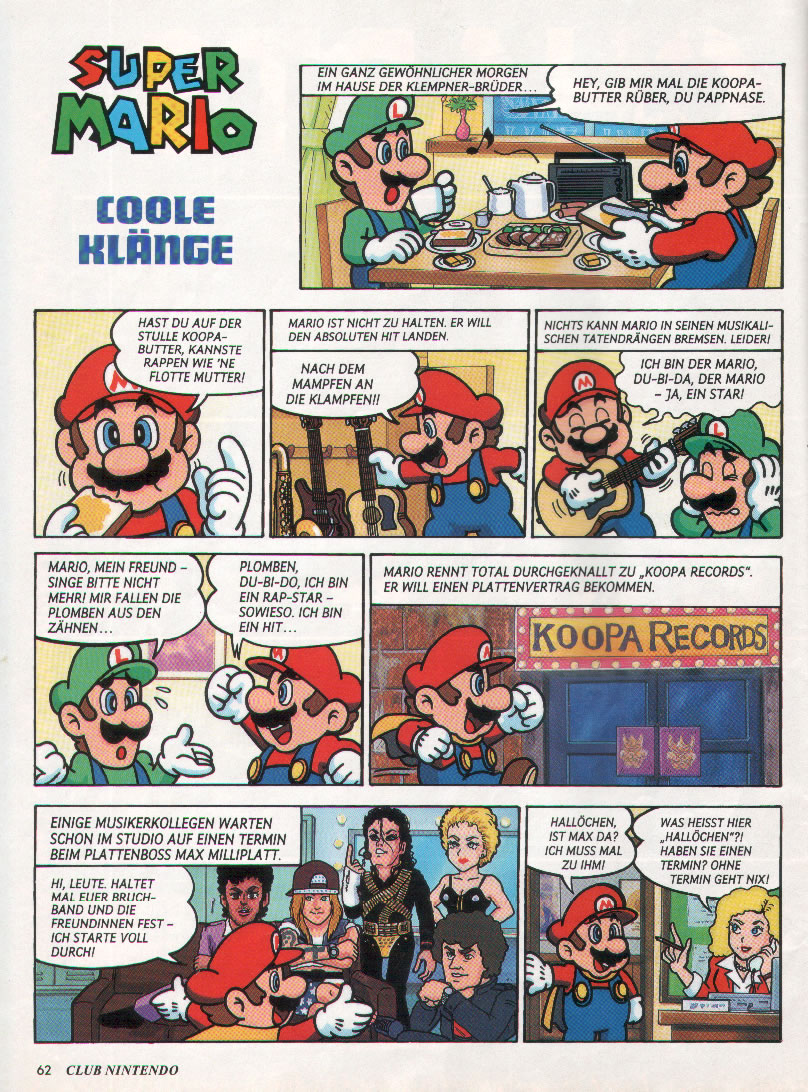 SUPER
MARIO
COOLE
KLÄNGE
EIN GANZ GEWÖHNLICHER MORGEN
IM HAUSE DER KLEMPNER-BRÜDER...
HEY, GIB MIR MAL DIE KOOPA-
BUTTER RÜBER, DU PAPPNASE.
L
HAST DU AUF DER
STULLE KOOPA-
BUTTER, KANNSTE
RAPPEN WIE 'NE
FLOTTE MUTTER!
M
MARIO IST NICHT ZU HALTEN. ER WILL
DEN ABSOLUTEN HIT LANDEN.
NACH DEM
MAMPFEN AN
DIE KLAMPFEN!!
M
NICHTS KANN MARIO IN SEINEN MUSIKALI-
SCHEN TATENDRÄNGEN BREMSEN. LEIDER!
ICH BIN DER MARIO,
DU-BI-DA, DER MARIO
– JA, EIN STAR!
M
L
MARIO, MEIN FREUND –
SINGE BITTE NICHT
MEHR! MIR FALLEN DIE
PLOMBEN AUS DEN
ZÄHNEN...
PLOMBEN,
DU-BI-DO, ICH BIN
EIN RAP-STAR –
SOWIESO. ICH BIN
EIN HIT...
L
M
MARIO RENNT TOTAL DURCHGEKNALLT ZU „KOOPA RECORDS“.
ER WILL EINEN PLATTENVERTRAG BEKOMMEN.
KOOPA RECORDS
M
EINIGE MUSIKERKOLLEGEN WARTEN
SCHON IM STUDIO AUF EINEN TERMIN
BEIM PLATTENBOSS MAX MILLIPLATT.
HI, LEUTE. HALTET
MAL EUER BRUCH-
BAND UND DIE
FREUNDINNEN FEST –
ICH STARTE VOLL
DURCH!
M
HALLÖCHEN,
IST MAX DA?
ICH MUSS MAL
ZU IHM!
WAS HEISST HIER
„HALLÖCHEN“?!
HABEN SIE EINEN
TERMIN? OHNE
TERMIN GEHT NIX!
M
62 CLUB NINTENDO